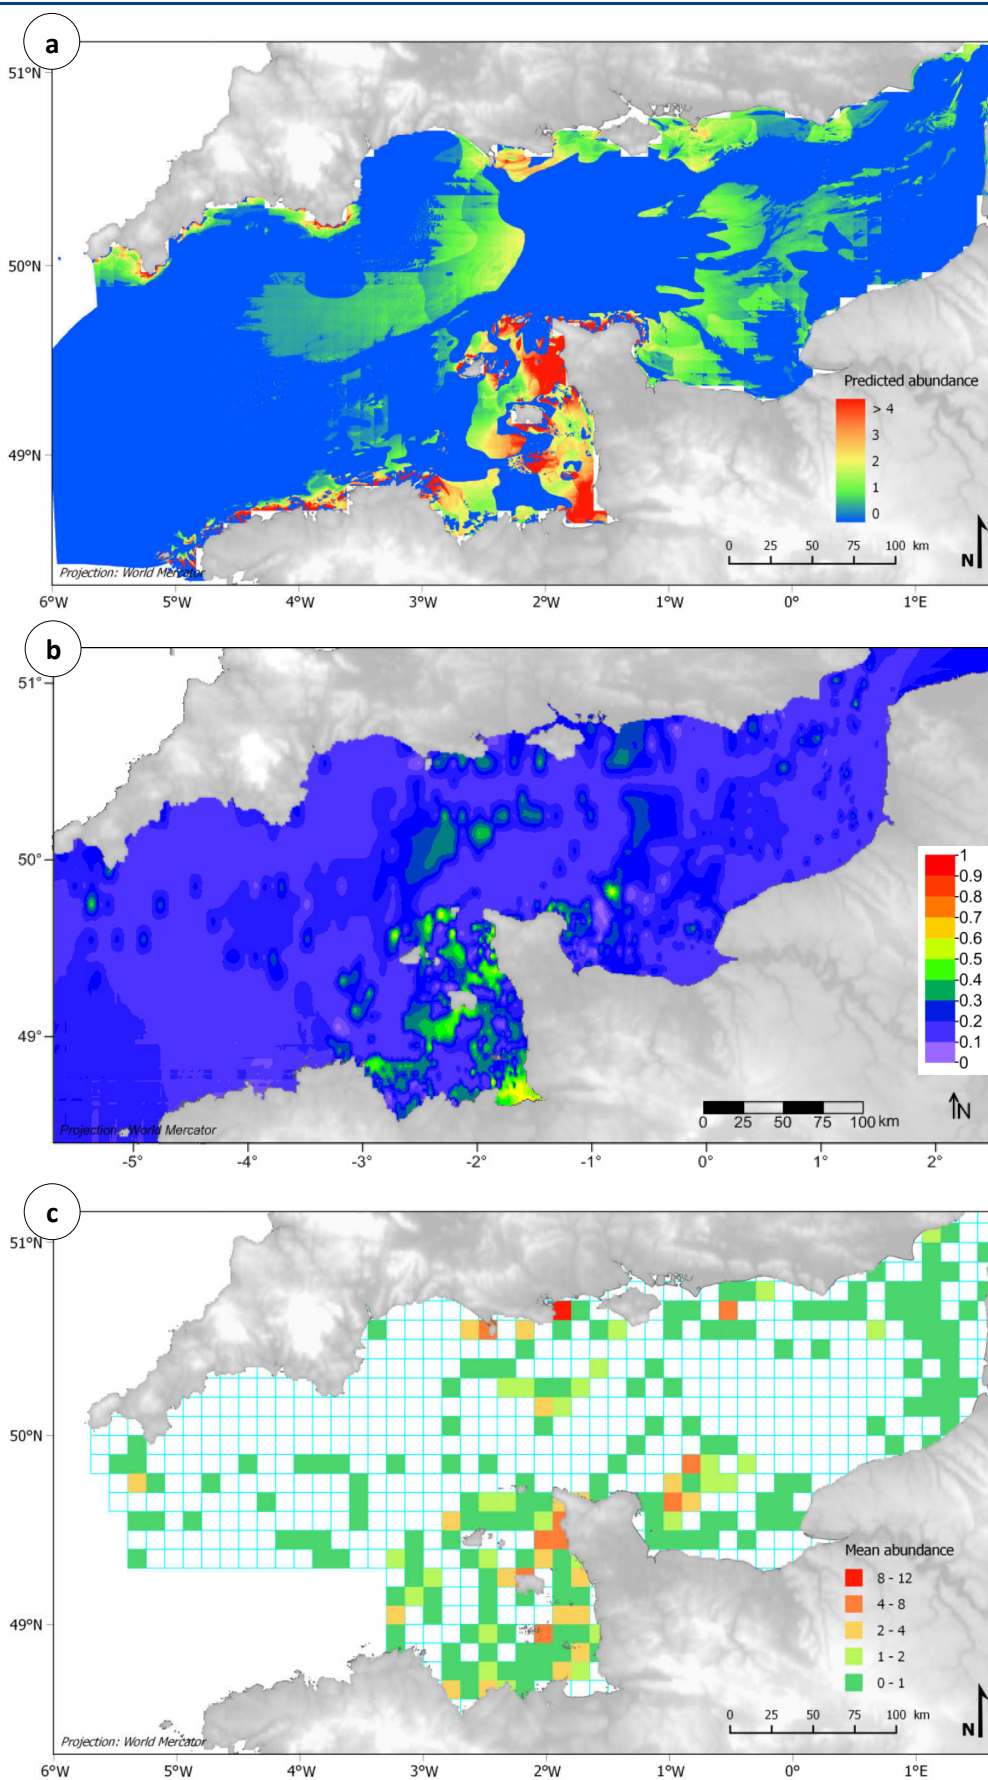 a
51°N
50°N
49°N
Predicted abundance
> 4
3
2
1
0
0 25 50 75 100 km
N
Projection: World Mercator
6°W 5°W 4°W 3°W 2°W 1°W 0° 1°E
b
51°
50°
49°
1
0.9
0.8
0.7
0.6
0.5
0.4
0.3
0.2
0.1
0
N
0 25 50 75 100 km
Projection: World Mercator
-5° -4° -3° -2° -1° 0° 1° 2°
c
51°N
50°N
49°N
Mean abundance
8 - 12
4 - 8
2 - 4
1 - 2
0 - 1
0 25 50 75 100 km
N
Projection: World Mercator
6°W 5°W 4°W 3°W 2°W 1°W 0° 1°E